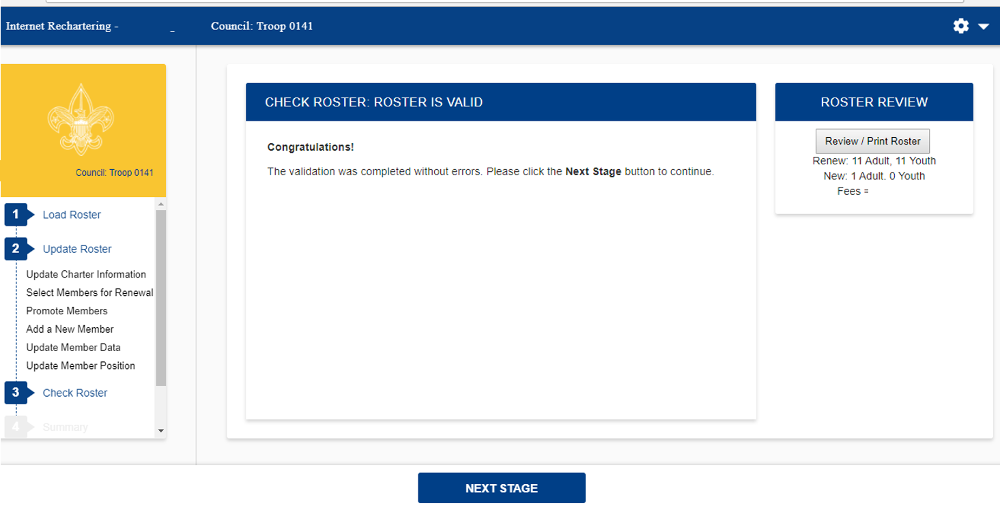 Internet Rechartering - _ Council: Troop 0141
Council: Troop 0141
1 Load Roster
2 Update Roster
Update Charter Information
Select Members for Renewal
Promote Members
Add a New Member
Update Member Data
Update Member Position
3 Check Roster
4 Summary
CHECK ROSTER: ROSTER IS VALID
Congratulations!
The validation was completed without errors. Please click the Next Stage button to continue.
ROSTER REVIEW
Review / Print Roster
Renew: 11 Adult, 11 Youth
New: 1 Adult. 0 Youth
Fees =
NEXT STAGE